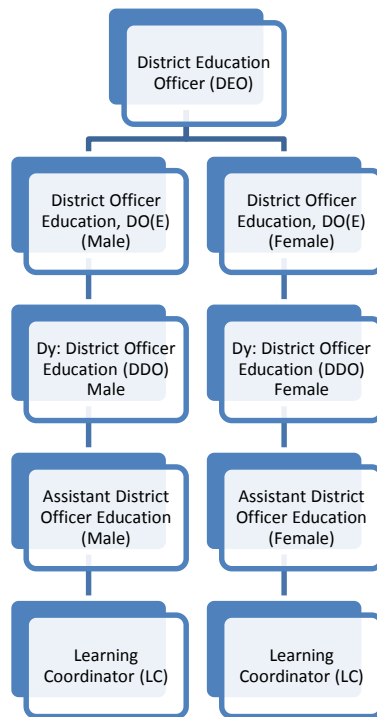 District Education
Officer (DEO)
District Officer
Education, DO(E)
(Male)
District Officer
Education, DO(E)
(Female)
Dy: District Officer
Education (DDO)
Male
Dy: District Officer
Education (DDO)
Female
Assistant District
Officer Education
(Male)
Assistant District
Officer Education
(Female)
Learning
Coordinator (LC)
Learning
Coordinator (LC)